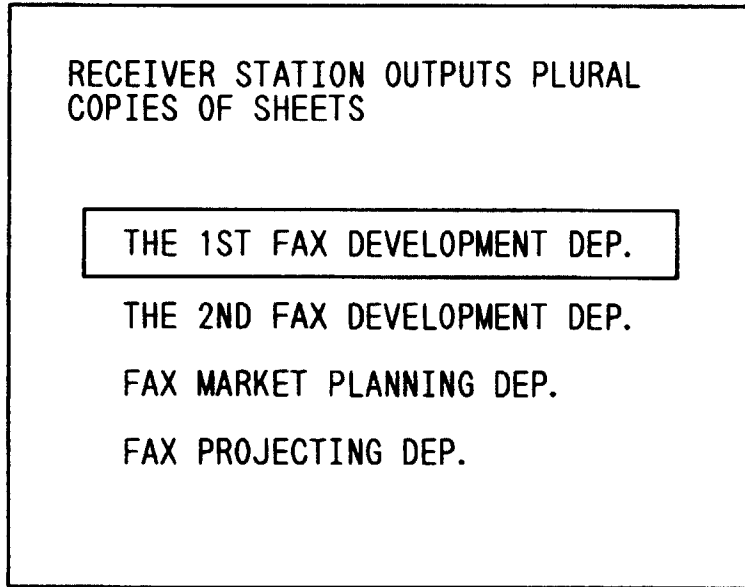 RECEIVER STATION OUTPUTS PLURAL
COPIES OF SHEETS
THE 1ST FAX DEVELOPMENT DEP.
THE 2ND FAX DEVELOPMENT DEP.
FAX MARKET PLANNING DEP.
FAX PROJECTING DEP.